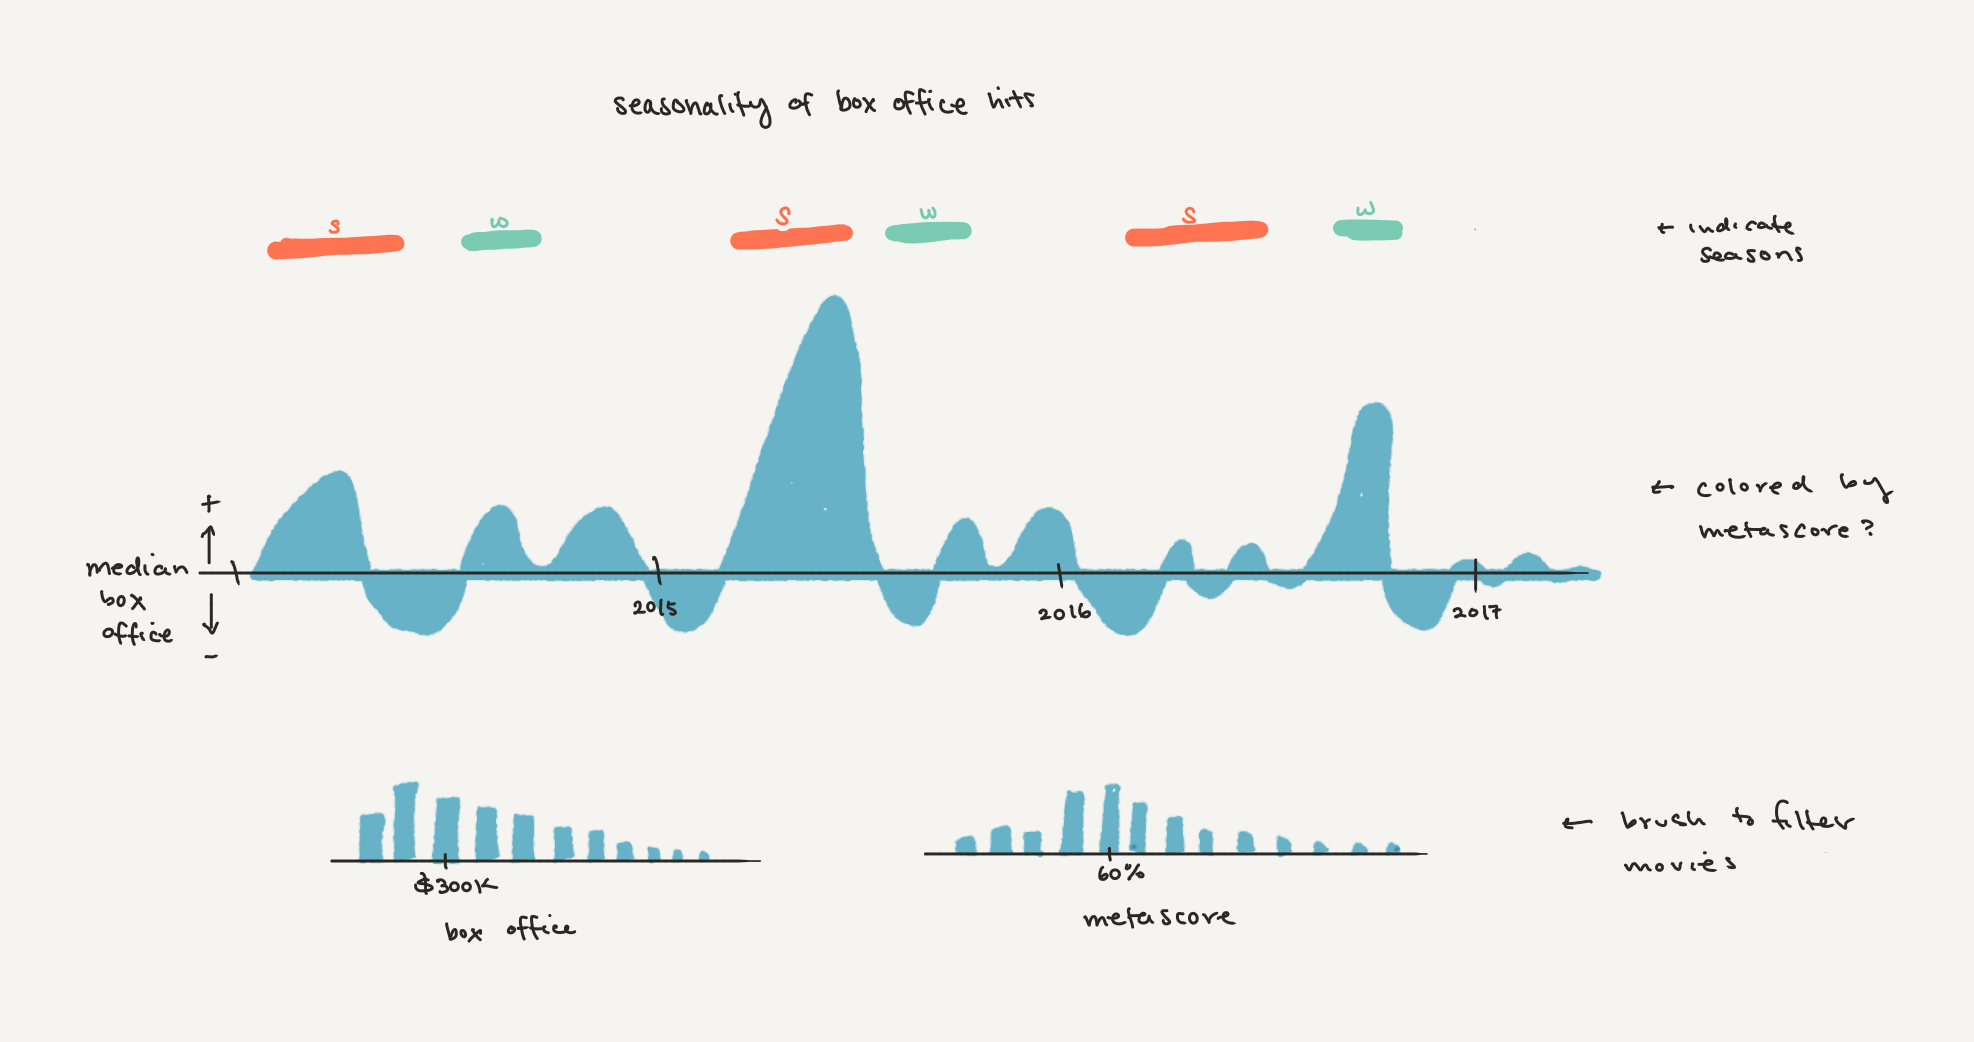 seasonality of box office hits
s
w
s
w
s
w
← indicate
seasons
+
median
box
office
−
2015
2016
2017
← colored by
metascore?
$300K
box office
60%
metascore
← brush to filter
movies